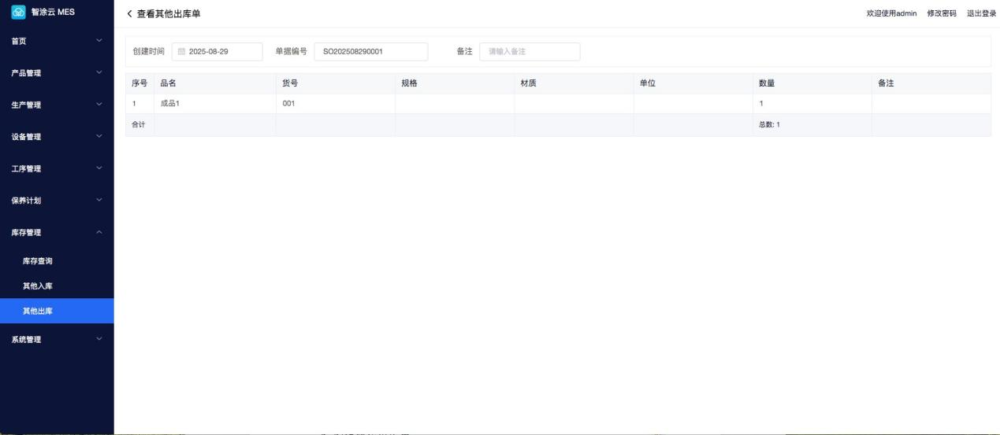 智涂云 MES
查看其他出库单
欢迎使用admin 修改密码 退出登录
首页
产品管理
生产管理
设备管理
工序管理
保养计划
库存管理
库存查询
其他入库
其他出库
系统管理
创建时间 2025-08-29 单据编号 SO202508290001 备注 请输入备注
序号 品名 货号 规格 材质 单位 数量 备注
1 成品1 001 1
合计 总数: 1